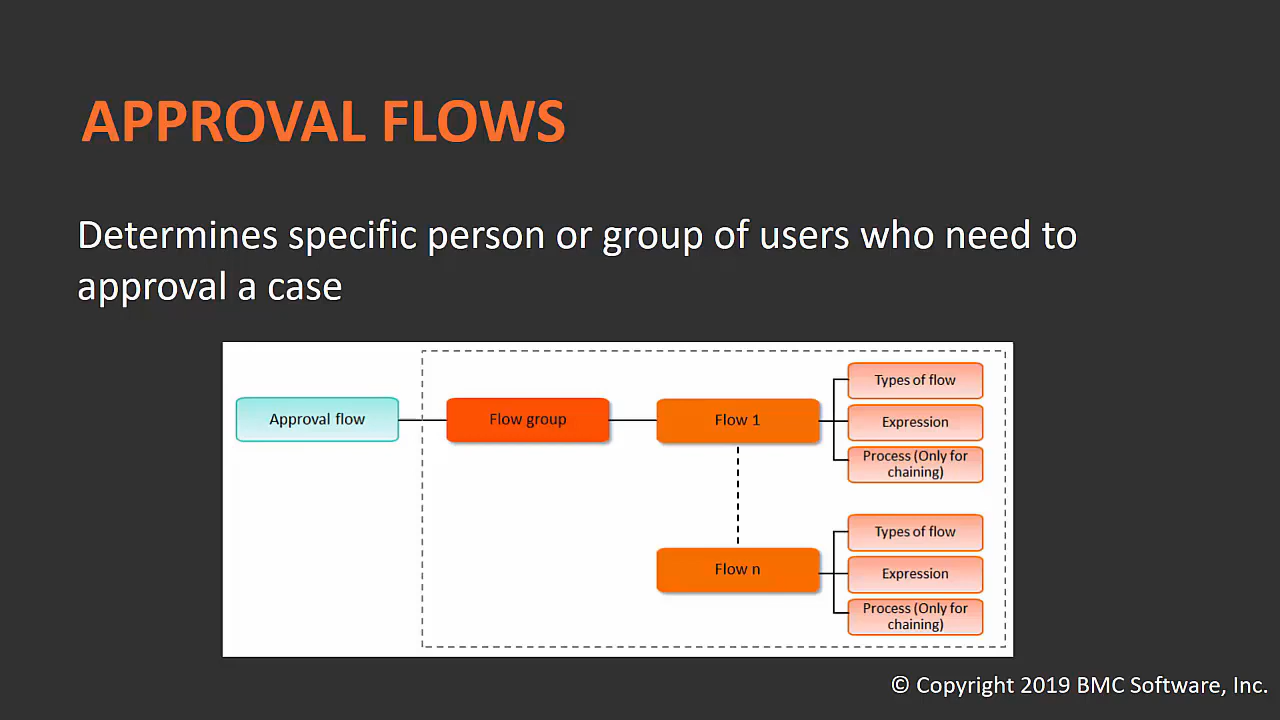 APPROVAL FLOWS
Determines specific person or group of users who need to
approval a case
Approval flow
Flow group
Flow 1
Types of flow
Expression
Process (Only for
chaining)
Flow n
Types of flow
Expression
Process (Only for
chaining)
© Copyright 2019 BMC Software, Inc.